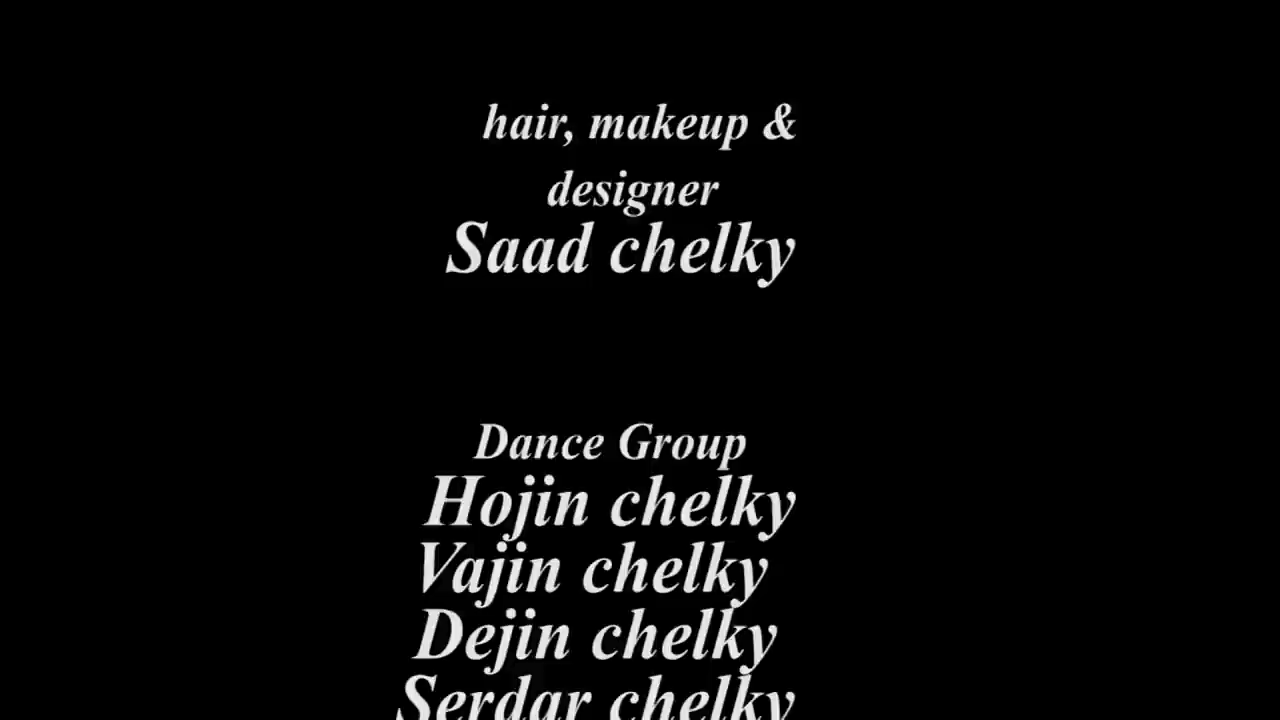 hair, makeup &
designer
Saad chelky
Dance Group
Hojin chelky
Vajin chelky
Dejin chelky
Serdar chelky